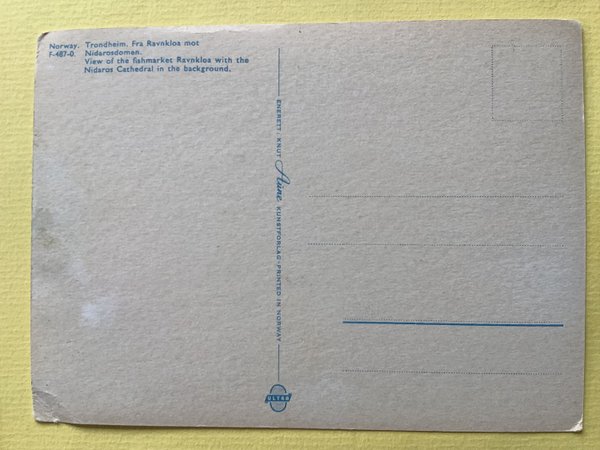 Norway. Trondheim. Fra Ravnkloa mot
F-487-0. Nidarosdomen.
View of the fishmarket Ravnkloa with the
Nidaros Cathedral in the background.
ENERETT: KNUT Aune KUNSTFORLAG · PRINTED IN NORWAY
ULTRA